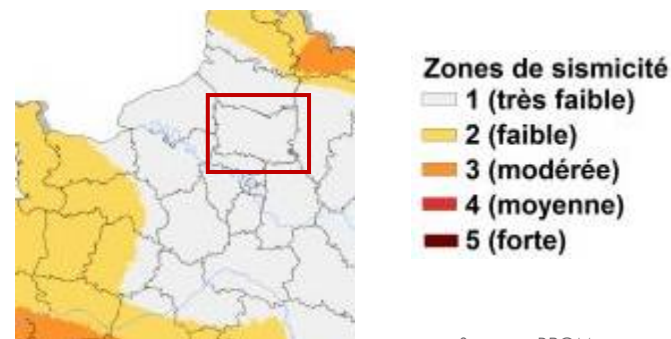 Zones de sismicité
1 (très faible)
2 (faible)
3 (modérée)
4 (moyenne)
5 (forte)